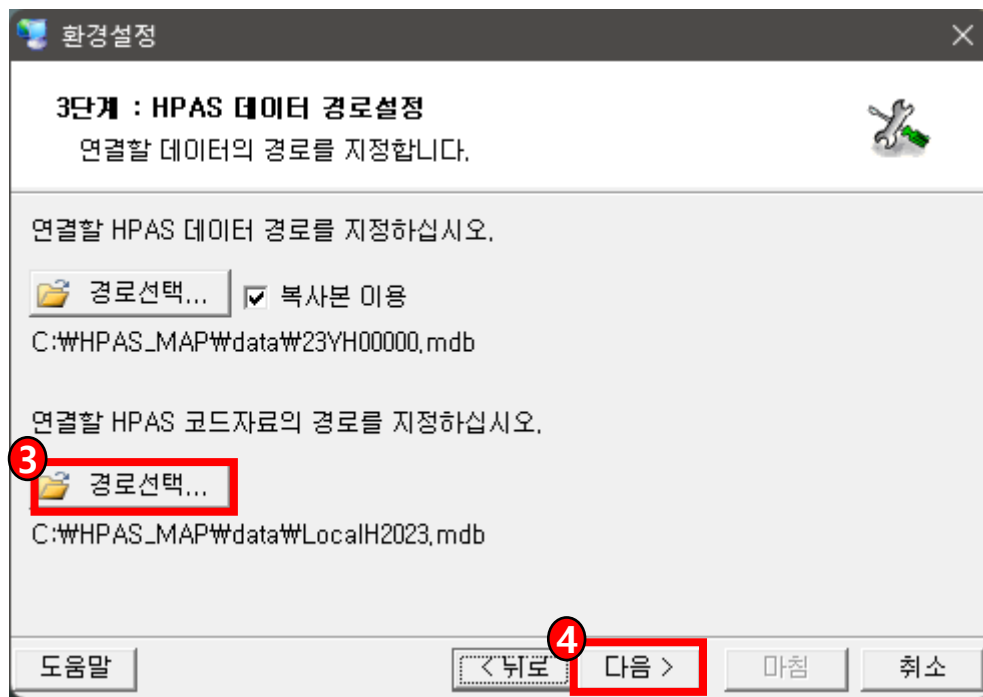 환경설정
3단계 : HPAS 데이터 경로설정
연결할 데이터의 경로를 지정합니다.
연결할 HPAS 데이터 경로를 지정하십시오.
경로선택... 복사본 이용
C:₩HPAS_MAP₩data₩23YH00000.mdb
연결할 HPAS 코드자료의 경로를 지정하십시오.
3
경로선택...
C:₩HPAS_MAP₩data₩LocalH2023.mdb
4
도움말 < 뒤로 다음 > 마침 취소